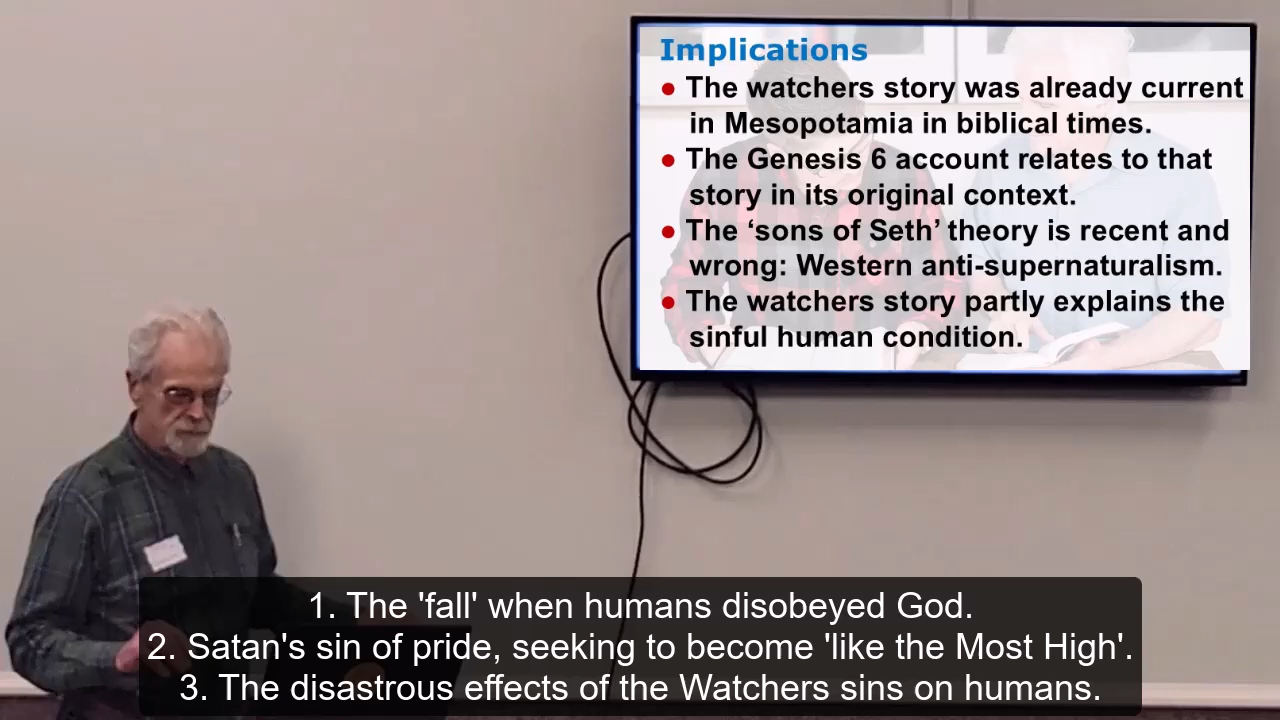 Implications
• The watchers story was already current
in Mesopotamia in biblical times.
• The Genesis 6 account relates to that
story in its original context.
• The ‘sons of Seth’ theory is recent and
wrong: Western anti-supernaturalism.
• The watchers story partly explains the
sinful human condition.
1. The 'fall' when humans disobeyed God.
2. Satan's sin of pride, seeking to become 'like the Most High'.
3. The disastrous effects of the Watchers sins on humans.